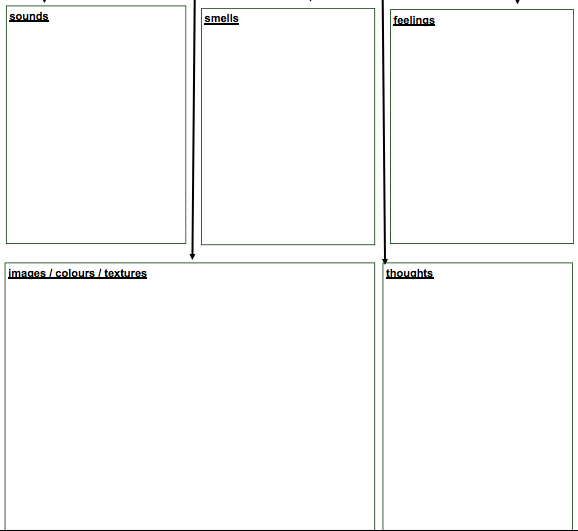 sounds
smells
feelings
images / colours / textures
thoughts